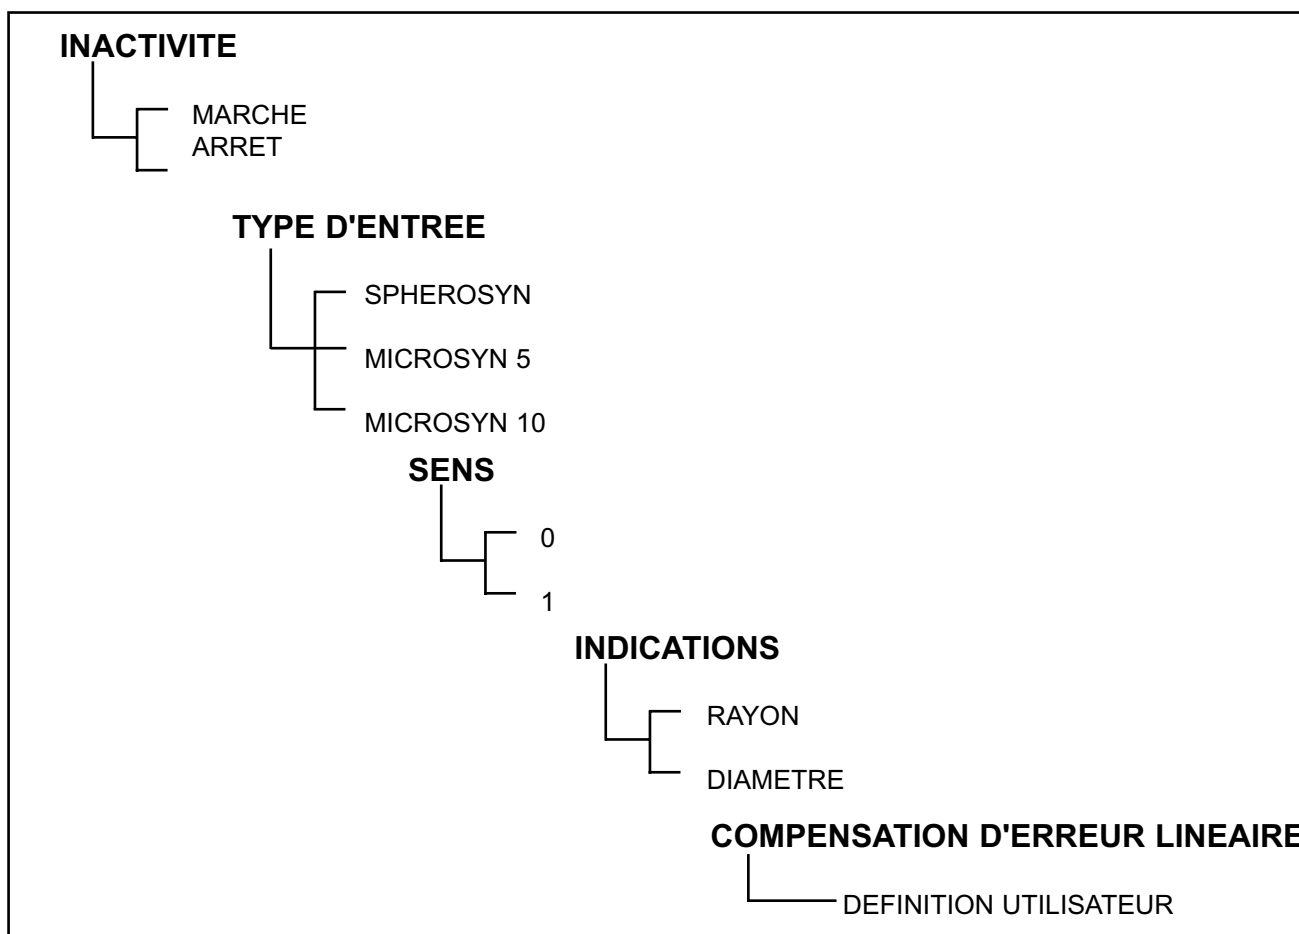 INACTIVITE
MARCHE
ARRET
TYPE D'ENTREE
SPHEROSYN
MICROSYN 5
MICROSYN 10
SENS
0
1
INDICATIONS
RAYON
DIAMETRE
COMPENSATION D'ERREUR LINEAIRE
DEFINITION UTILISATEUR